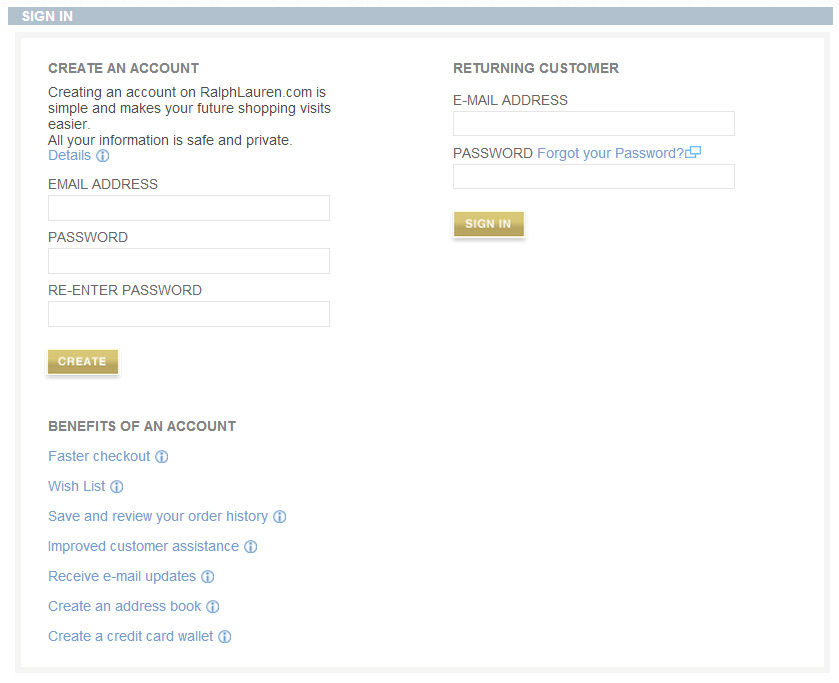 SIGN IN
CREATE AN ACCOUNT
Creating an account on RalphLauren.com is
simple and makes your future shopping visits
easier.
All your information is safe and private.
Details
EMAIL ADDRESS
PASSWORD
RE-ENTER PASSWORD
CREATE
BENEFITS OF AN ACCOUNT
Faster checkout
Wish List
Save and review your order history
Improved customer assistance
Receive e-mail updates
Create an address book
Create a credit card wallet
RETURNING CUSTOMER
E-MAIL ADDRESS
PASSWORD Forgot your Password?
SIGN IN